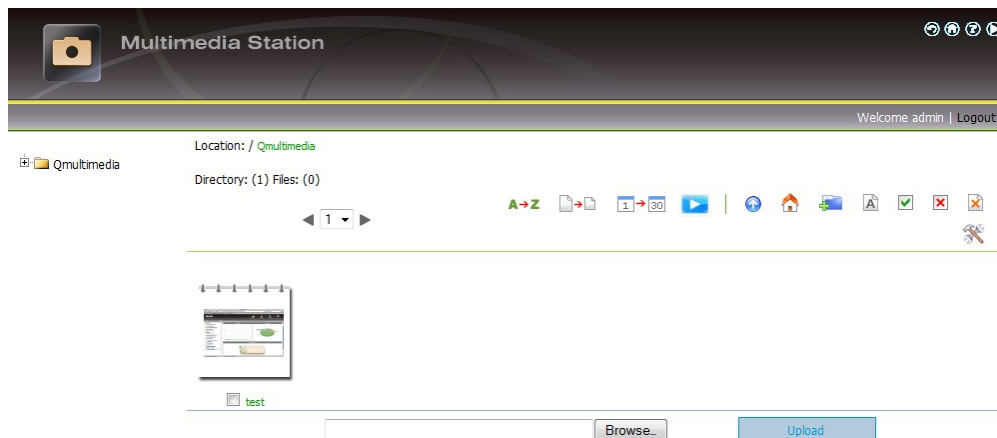 Multimedia Station
Welcome admin | Logout
Qmultimedia
Location: / Qmultimedia
Directory: (1) Files: (0)
1
A→Z
1→30
A
test
Browse...
Upload